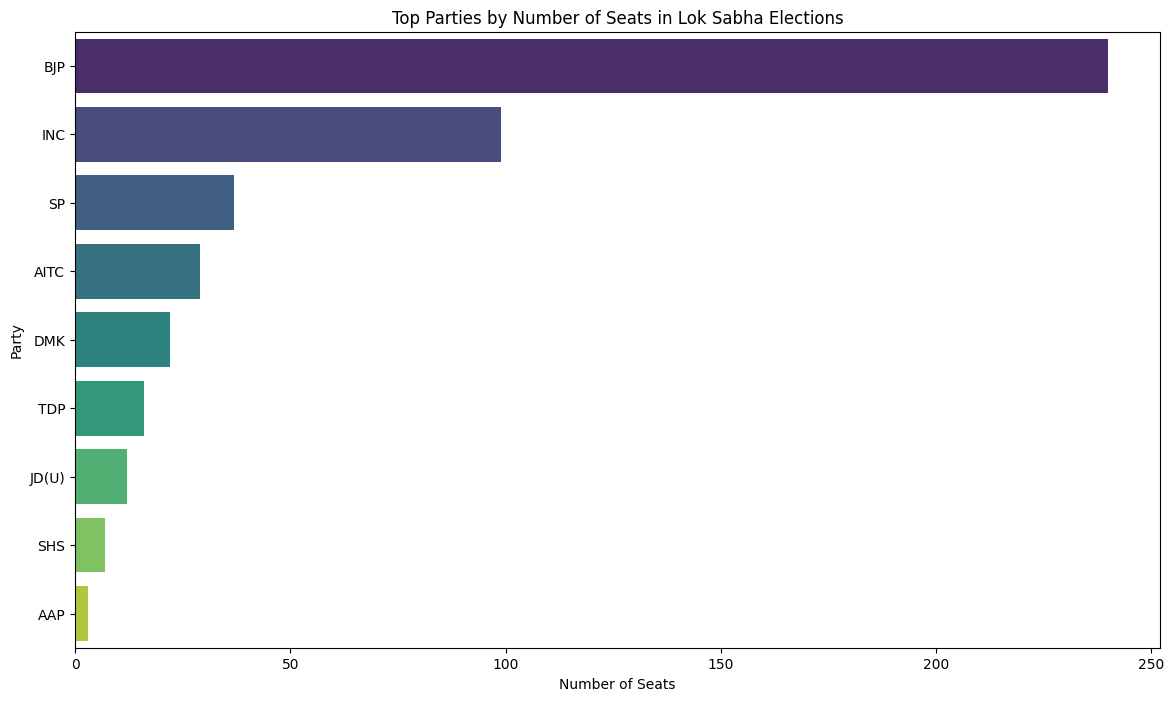 Top Parties by Number of Seats in Lok Sabha Elections
Party
BJP
INC
SP
AITC
DMK
TDP
JD(U)
SHS
AAP
0 50 100 150 200 250
Number of Seats